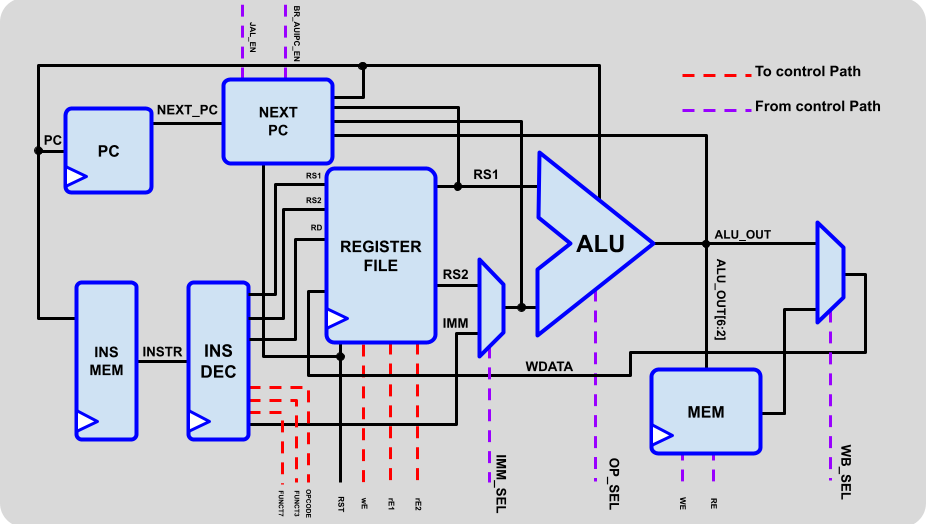 JAL_EN
BR_AUIPC_EN
To control Path
From control Path
NEXT_PC
NEXT
PC
PC
PC
RS1
RS2
RD
REGISTER
FILE
RS1
RS2
IMM
ALU
ALU_OUT
ALU_OUT[6:2]
INS
MEM
INSTR
INS
DEC
WDATA
MEM
FUNCT7
FUNCT3
OPCODE
RST
wE
rE1
rE2
IMM_SEL
OP_SEL
WE
RE
WB_SEL